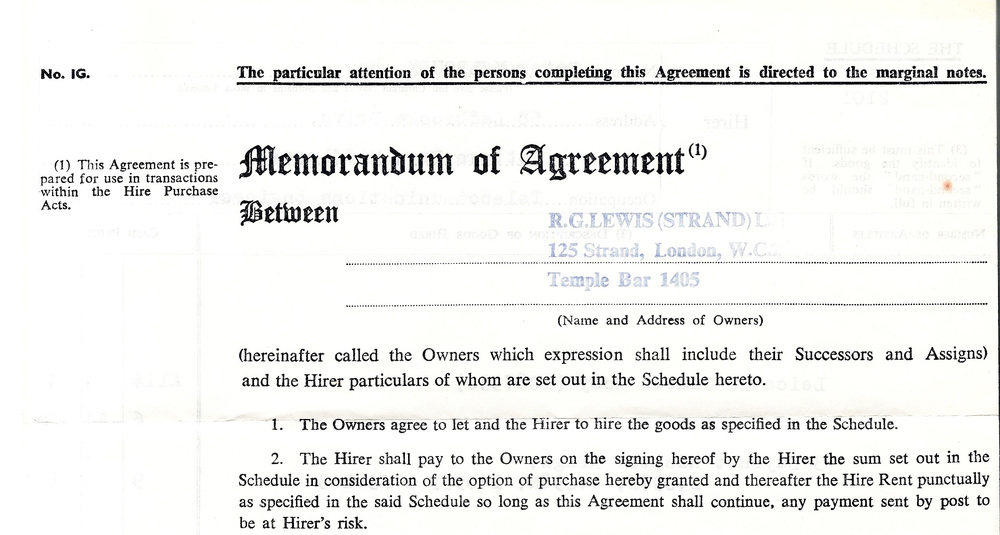 No. IG.
The particular attention of the persons completing this Agreement is directed to the marginal notes.
(1) This Agreement is pre-
pared for use in transactions
within the Hire Purchase
Acts.
Memorandum of Agreement(1)
Between
R.G.LEWIS (STRAND) L
125 Strand, London, W.C.
Temple Bar 1405
(Name and Address of Owners)
(hereinafter called the Owners which expression shall include their Successors and Assigns)
and the Hirer particulars of whom are set out in the Schedule hereto.
1. The Owners agree to let and the Hirer to hire the goods as specified in the Schedule.
2. The Hirer shall pay to the Owners on the signing hereof by the Hirer the sum set out in the
Schedule in consideration of the option of purchase hereby granted and thereafter the Hire Rent punctually
as specified in the said Schedule so long as this Agreement shall continue, any payment sent by post to
be at Hirer's risk.